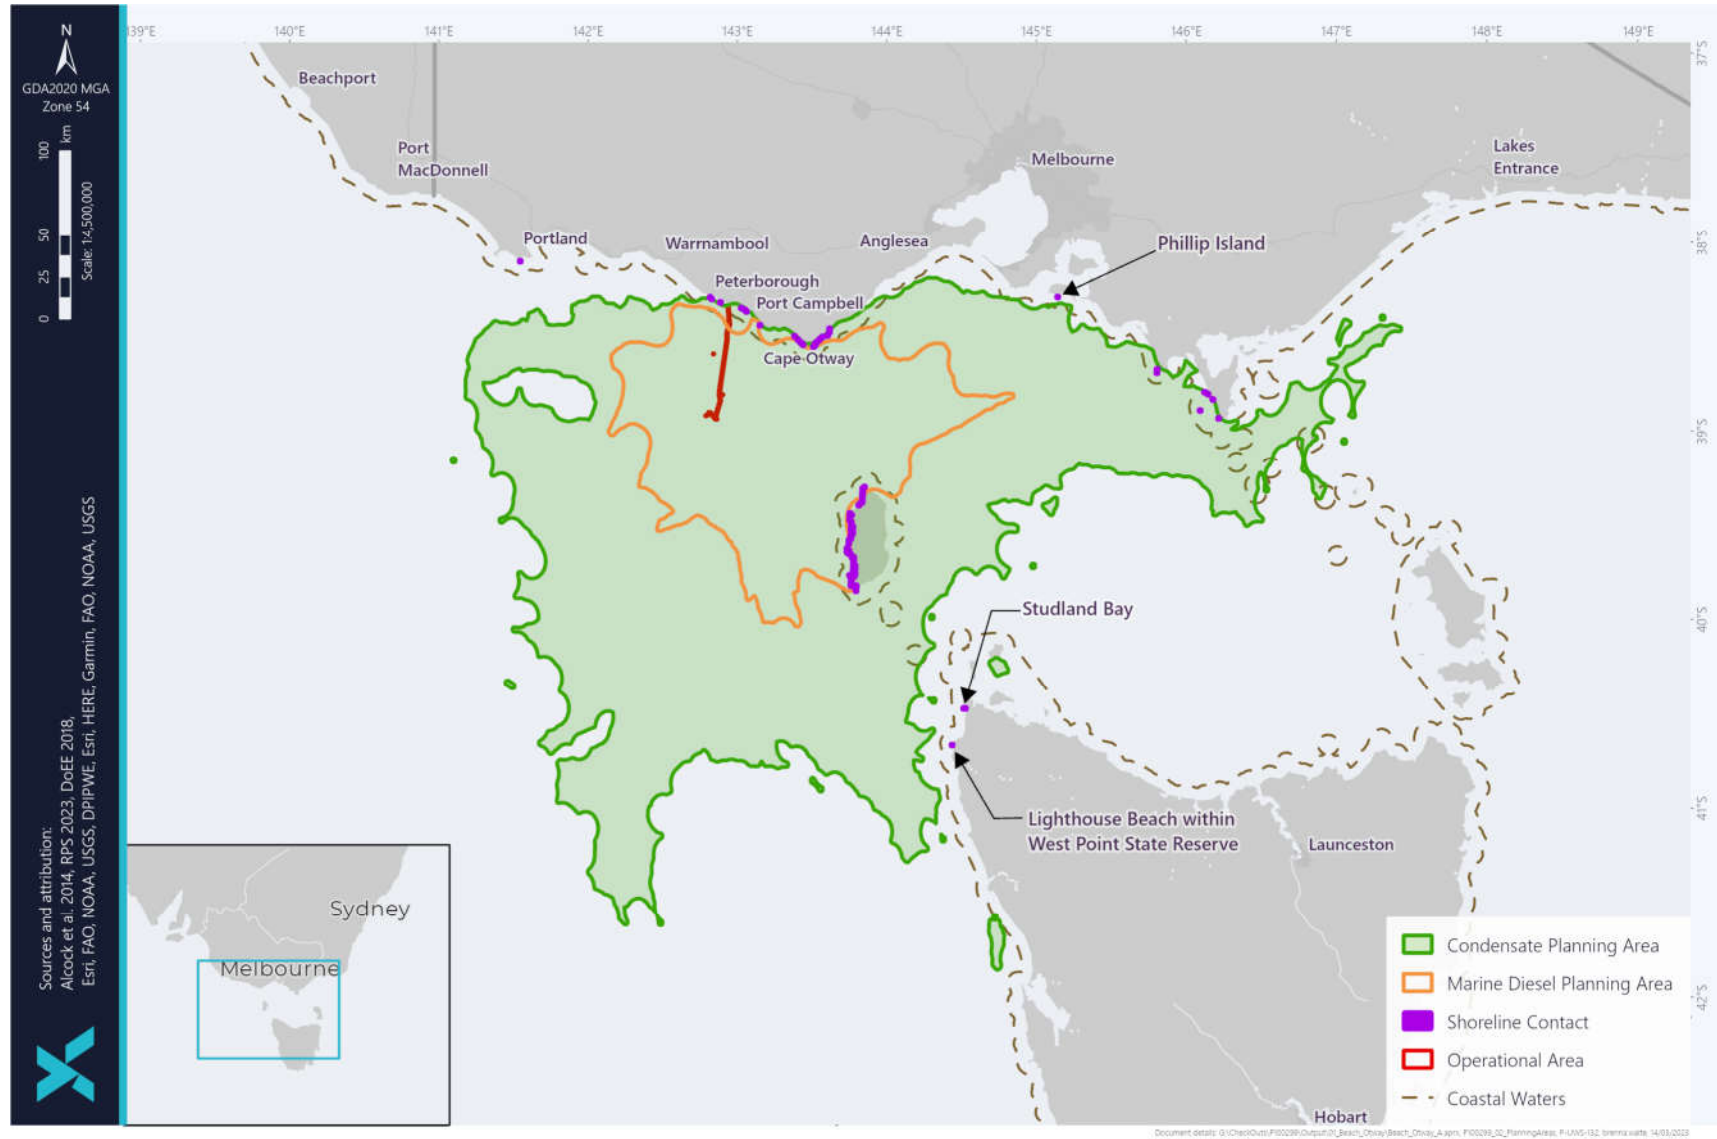 N
GDA2020 MGA
Zone 54
km
100
50
25
0
Scale: 1:4,500,000
Sources and attribution:
Alcock et al. 2014, RPS 2023, DoEE 2018,
Esri, FAO, NOAA, USGS, DPIPWE, Esri, HERE, Garmin, FAO, NOAA, USGS
139°E
140°E
141°E
142°E
143°E
144°E
145°E
146°E
147°E
148°E
149°E
37°S
38°S
39°S
40°S
41°S
42°S
Beachport
Port
MacDonnell
Portland
Warrnambool
Peterborough
Port Campbell
Cape Otway
Anglesea
Melbourne
Phillip Island
Lakes
Entrance
Studland Bay
Lighthouse Beach within
West Point State Reserve
Launceston
Hobart
Sydney
Melbourne
Condensate Planning Area
Marine Diesel Planning Area
Shoreline Contact
Operational Area
Coastal Waters